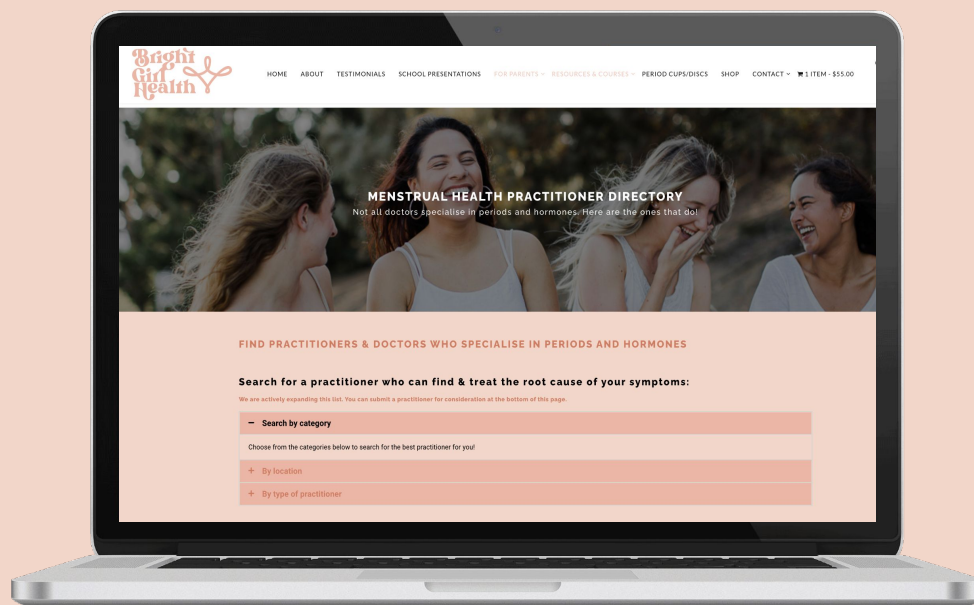 Bright
Girl
Health
HOME ABOUT TESTIMONIALS SCHOOL PRESENTATIONS FOR PARENTS RESOURCES & COURSES PERIOD CUPS/DISCS SHOP CONTACT 1 ITEM - $55.00
MENSTRUAL HEALTH PRACTITIONER DIRECTORY
Not all doctors specialise in periods and hormones. Here are the ones that do!
FIND PRACTITIONERS & DOCTORS WHO SPECIALISE IN PERIODS AND HORMONES
Search for a practitioner who can find & treat the root cause of your symptoms:
We are actively expanding this list. You can submit a practitioner for consideration at the bottom of this page.
− Search by category
Choose from the categories below to search for the best practitioner for you!
+ By location
+ By type of practitioner